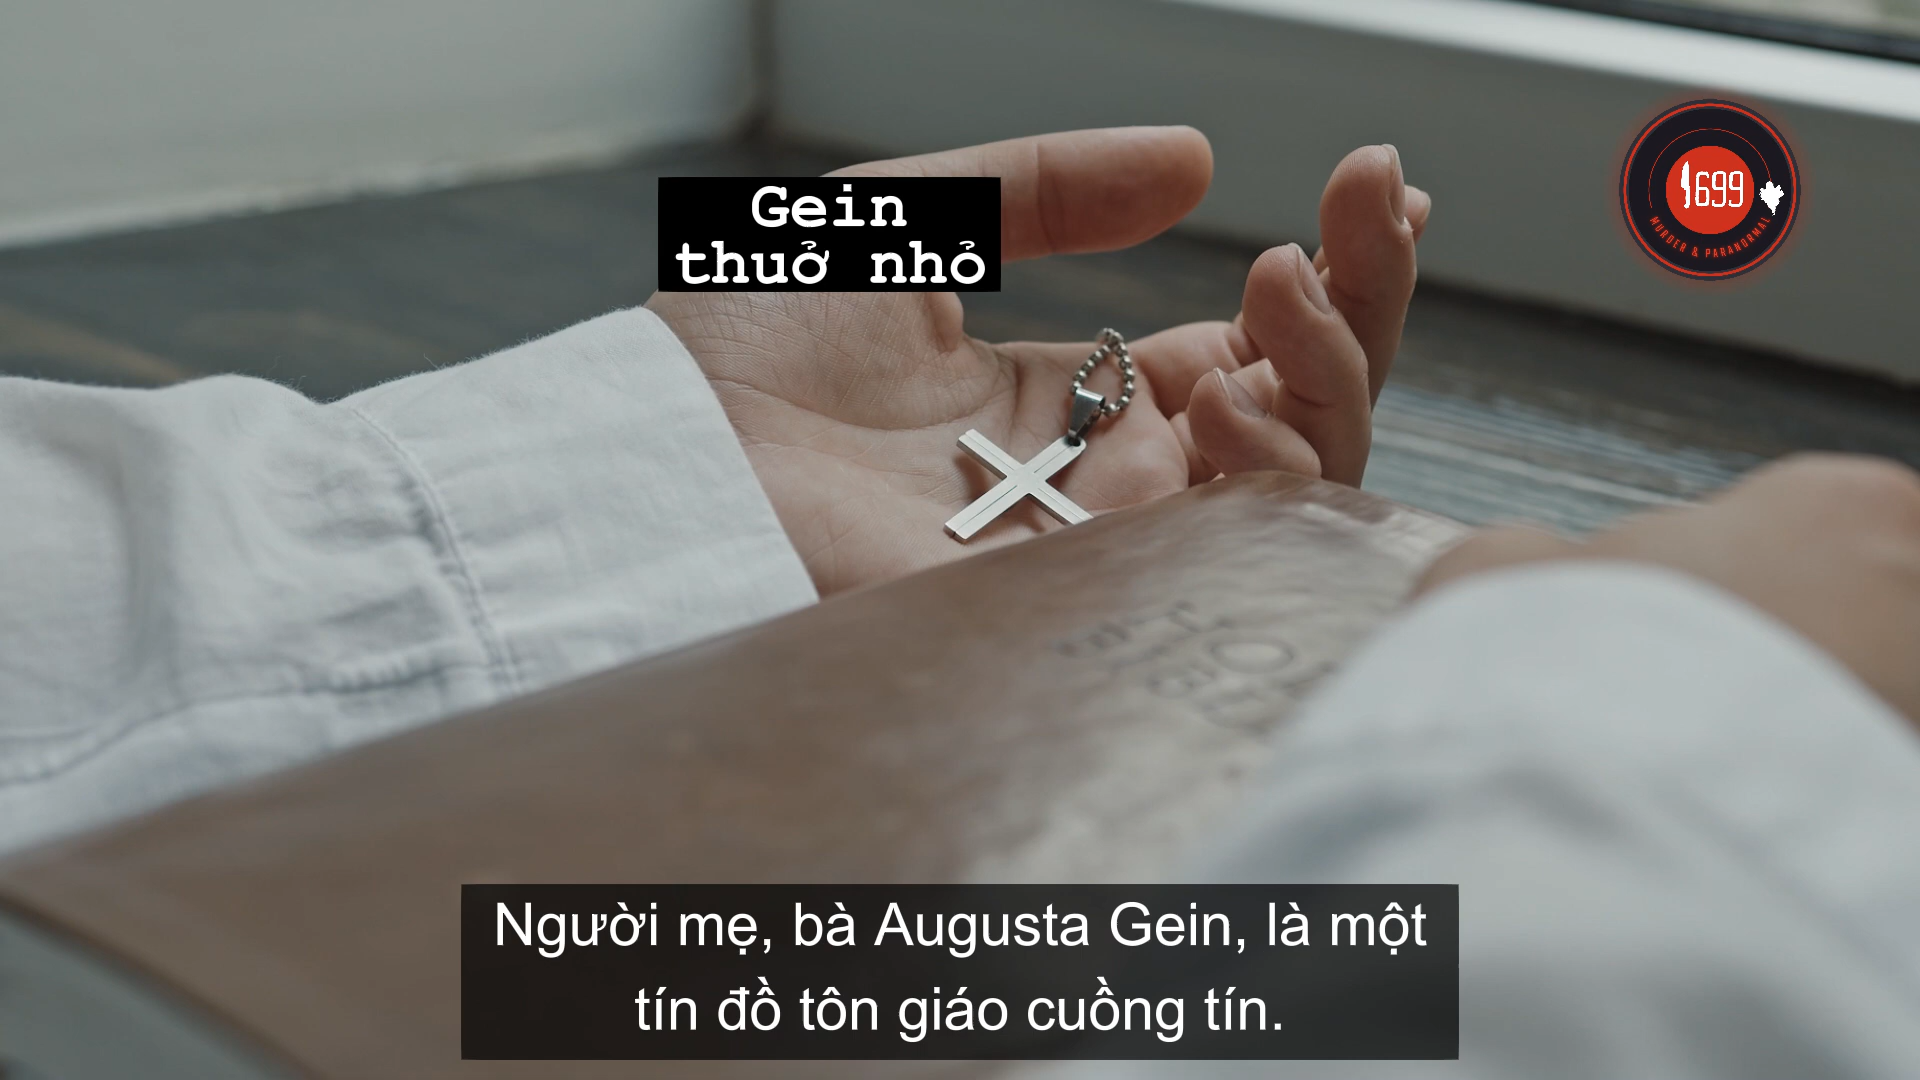 Gein
thuở nhỏ
1699
MURDER & PARANORMAL
Người mẹ, bà Augusta Gein, là một
tín đồ tôn giáo cuồng tín.